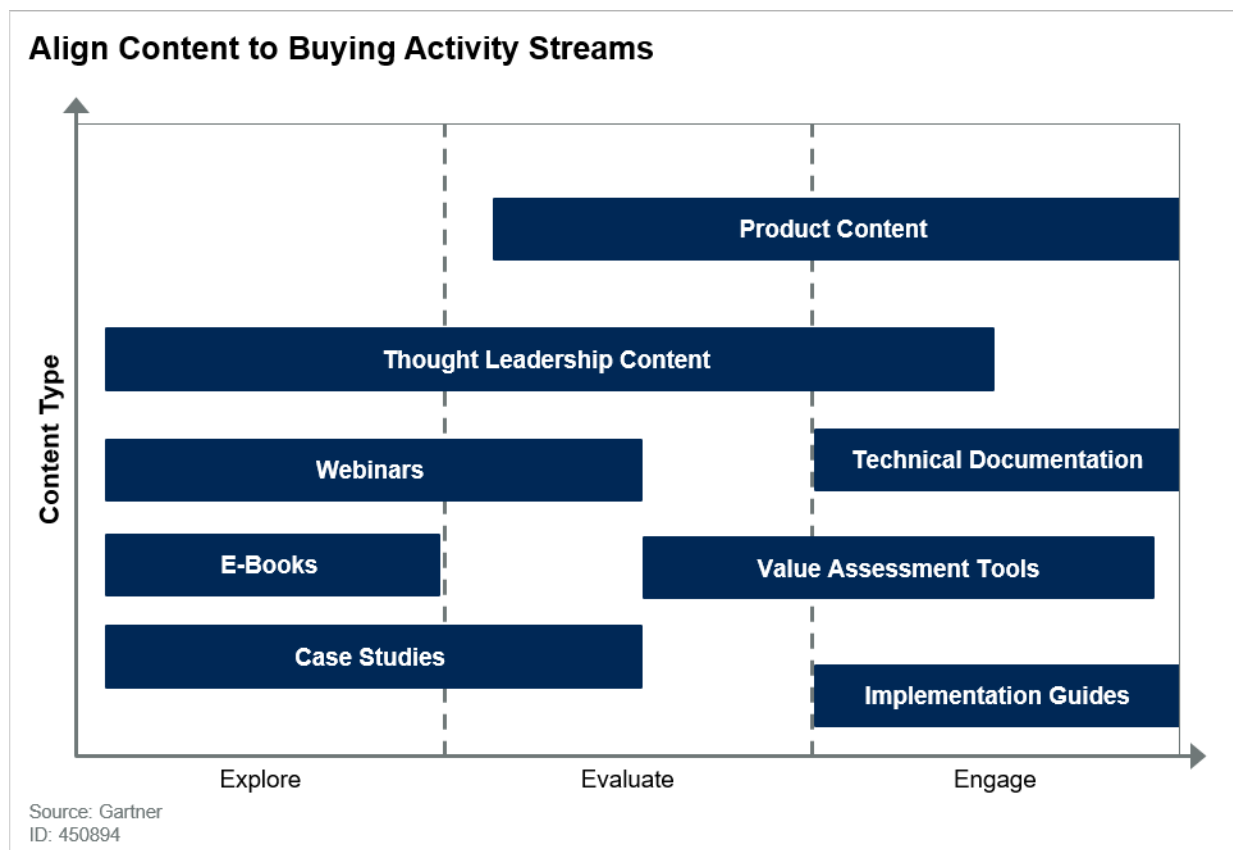 Align Content to Buying Activity Streams
Content Type
Product Content
Thought Leadership Content
Webinars
Technical Documentation
E-Books
Value Assessment Tools
Case Studies
Implementation Guides
Explore
Evaluate
Engage
Source: Gartner
ID: 450894